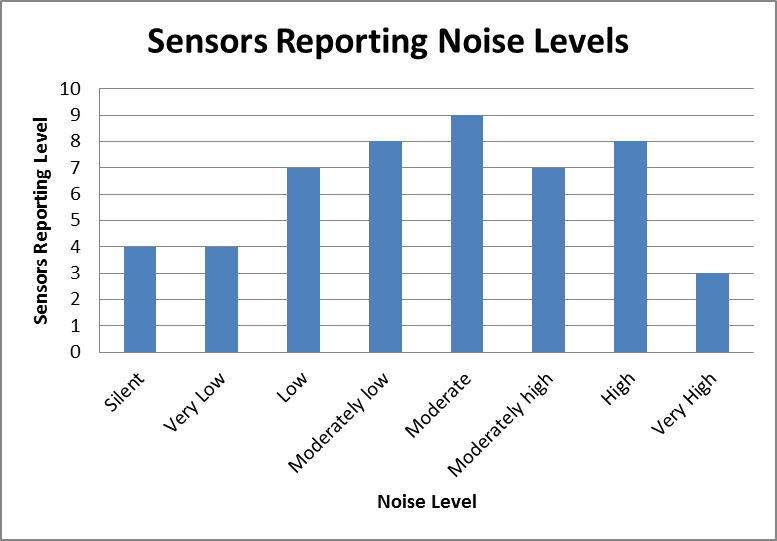 Sensors Reporting Noise Levels
Sensors Reporting Level
10
9
8
7
6
5
4
3
2
1
0
Silent
Very Low
Low
Moderately low
Moderate
Moderately high
High
Very High
Noise Level